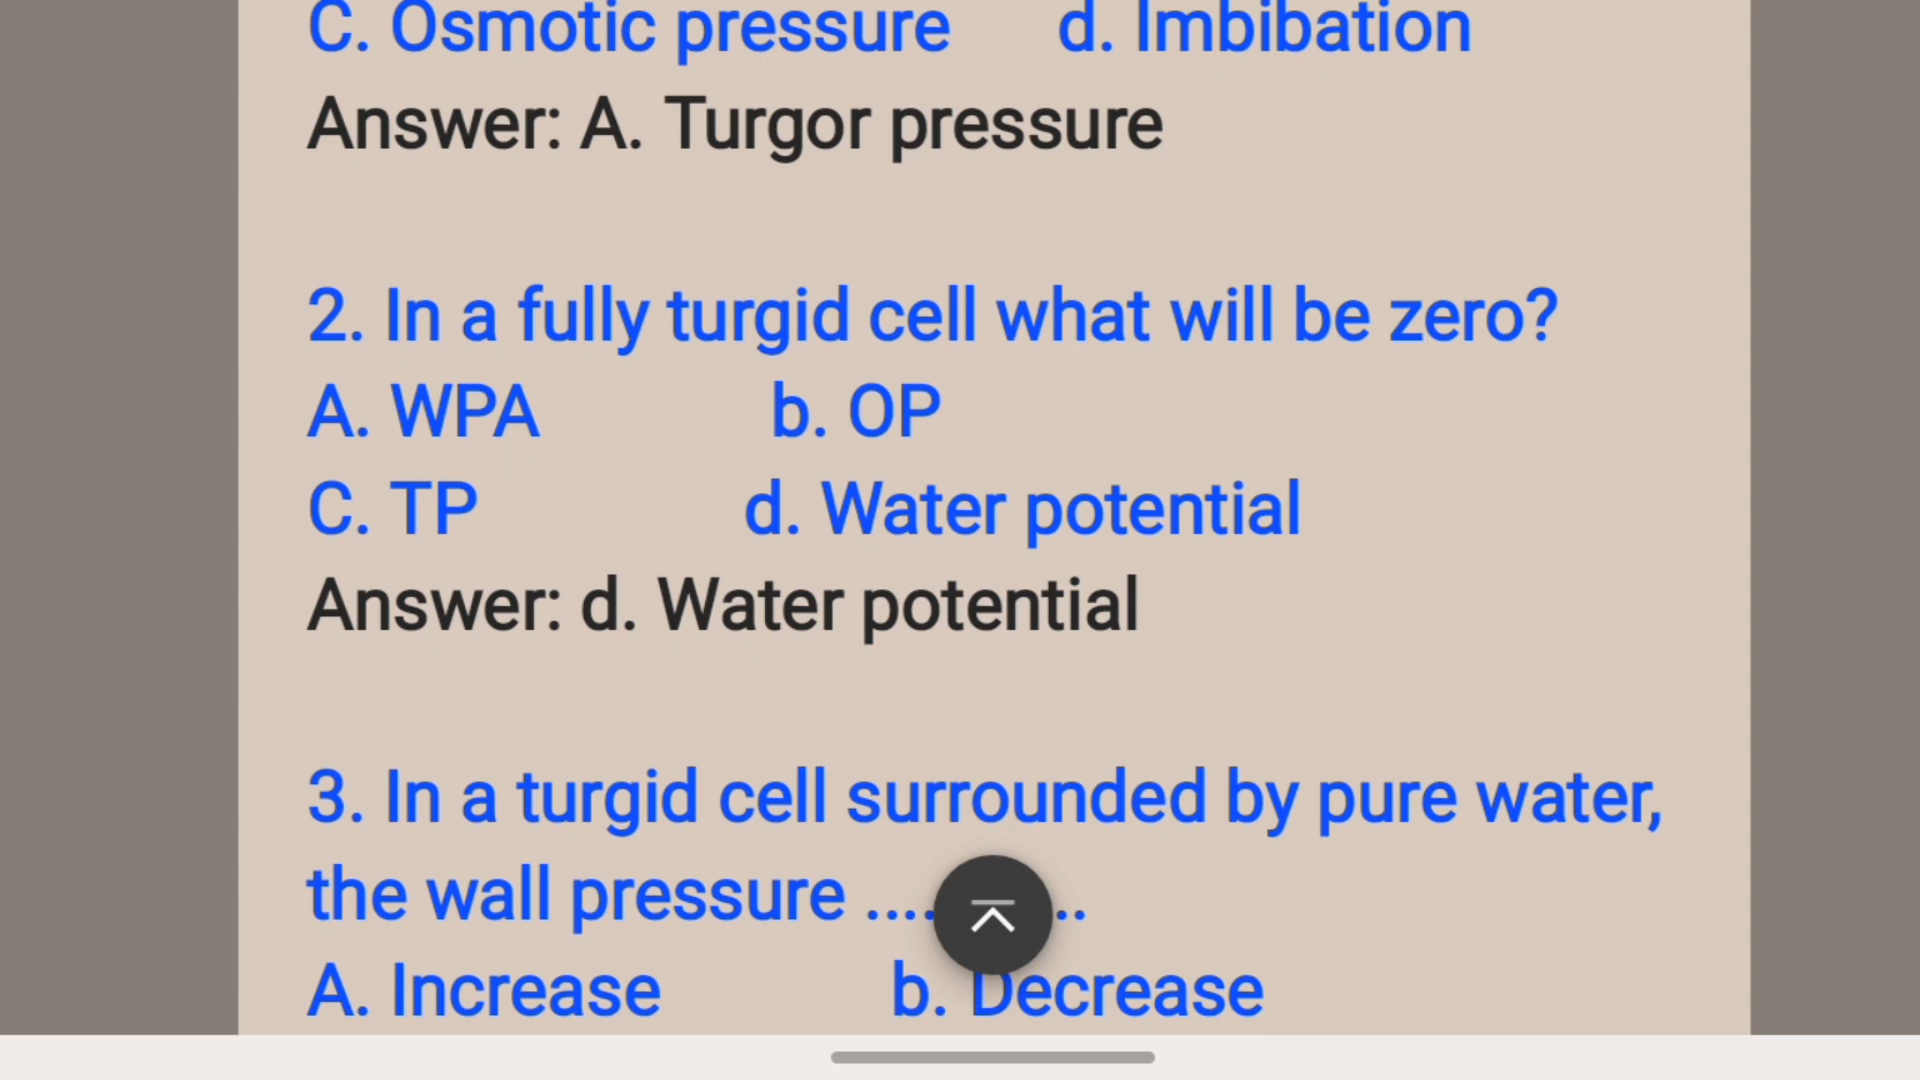 C. Osmotic pressure d. Imbibation
Answer: A. Turgor pressure
2. In a fully turgid cell what will be zero?
A. WPA b. OP
C. TP d. Water potential
Answer: d. Water potential
3. In a turgid cell surrounded by pure water,
the wall pressure ......
A. Increase b. Decrease